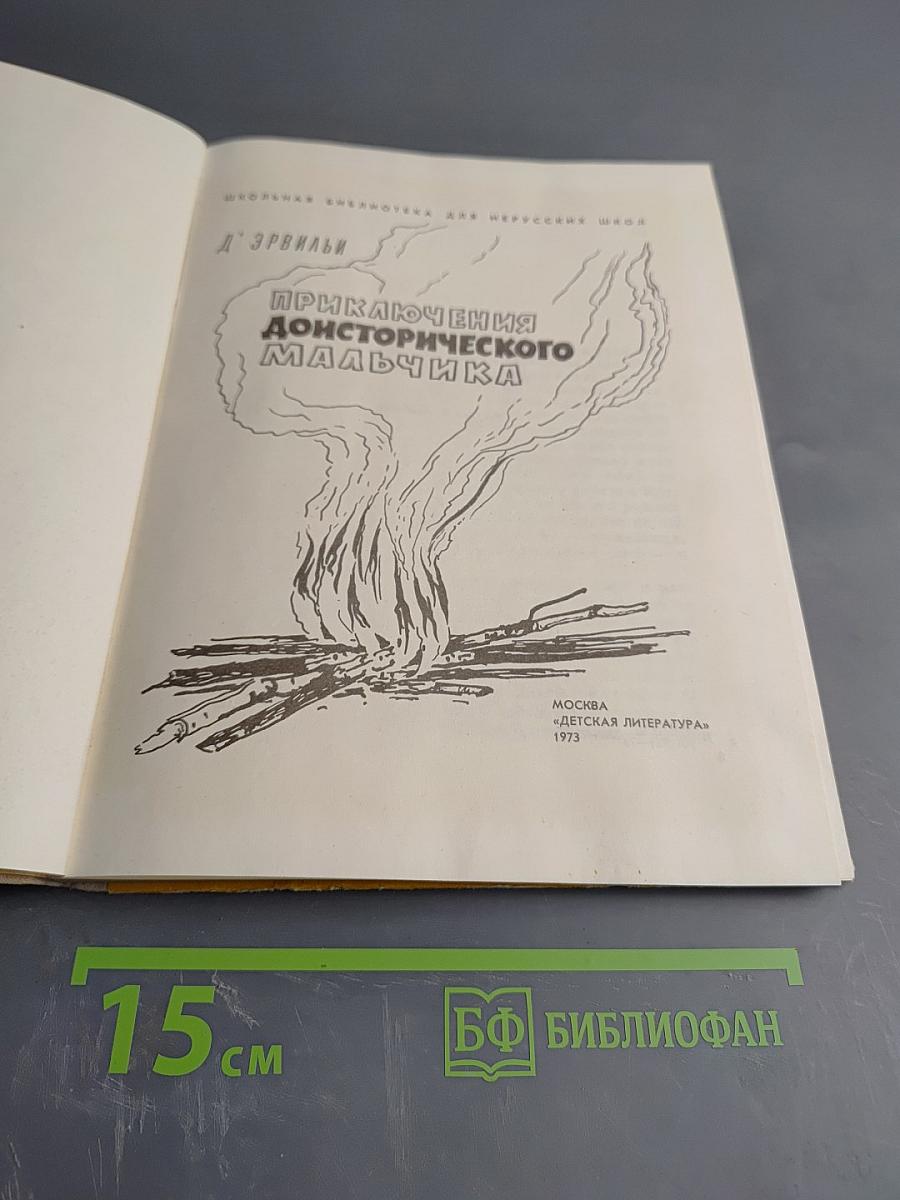 ШКОЛЬНАЯ БИБЛИОТЕКА ДЛЯ НЕРУССКИХ ШКОЛ
Д'ЭРВИЛЬИ
ПРИКЛЮЧЕНИЯ
ДОИСТОРИЧЕСКОГО
МАЛЬЧИКА
МОСКВА
«ДЕТСКАЯ ЛИТЕРАТУРА»
1973
15 см
БФ БИБЛИОФАН